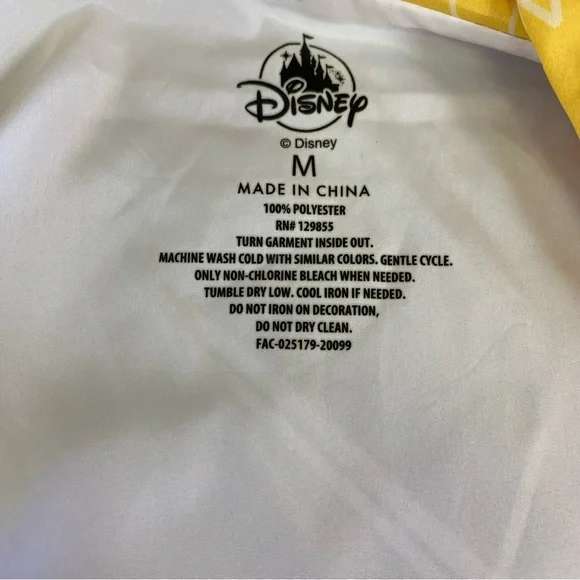 Disney
© Disney
M
MADE IN CHINA
100% POLYESTER
RN# 129855
TURN GARMENT INSIDE OUT.
MACHINE WASH COLD WITH SIMILAR COLORS. GENTLE CYCLE.
ONLY NON-CHLORINE BLEACH WHEN NEEDED.
TUMBLE DRY LOW. COOL IRON IF NEEDED.
DO NOT IRON ON DECORATION,
DO NOT DRY CLEAN.
FAC-025179-20099